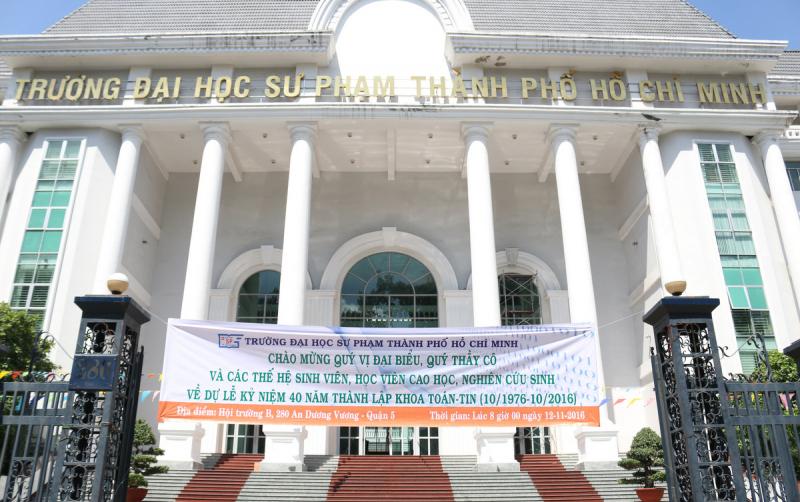 TRƯỜNG ĐẠI HỌC SƯ PHẠM THÀNH PHỐ HỒ CHÍ MINH
TRƯỜNG ĐẠI HỌC SƯ PHẠM THÀNH PHỐ HỒ CHÍ MINH
CHÀO MỪNG QUÝ VỊ ĐẠI BIỂU, QUÝ THẦY CÔ
VÀ CÁC THẾ HỆ SINH VIÊN, HỌC VIÊN CAO HỌC, NGHIÊN CỨU SINH
VỀ DỰ LỄ KỶ NIỆM 40 NĂM THÀNH LẬP KHOA TOÁN-TIN (10/1976-10/2016)
Địa điểm: Hội trường B, 280 An Dương Vương - Quận 5 Thời gian: Lúc 8 giờ 00 ngày 12-11-2016
280